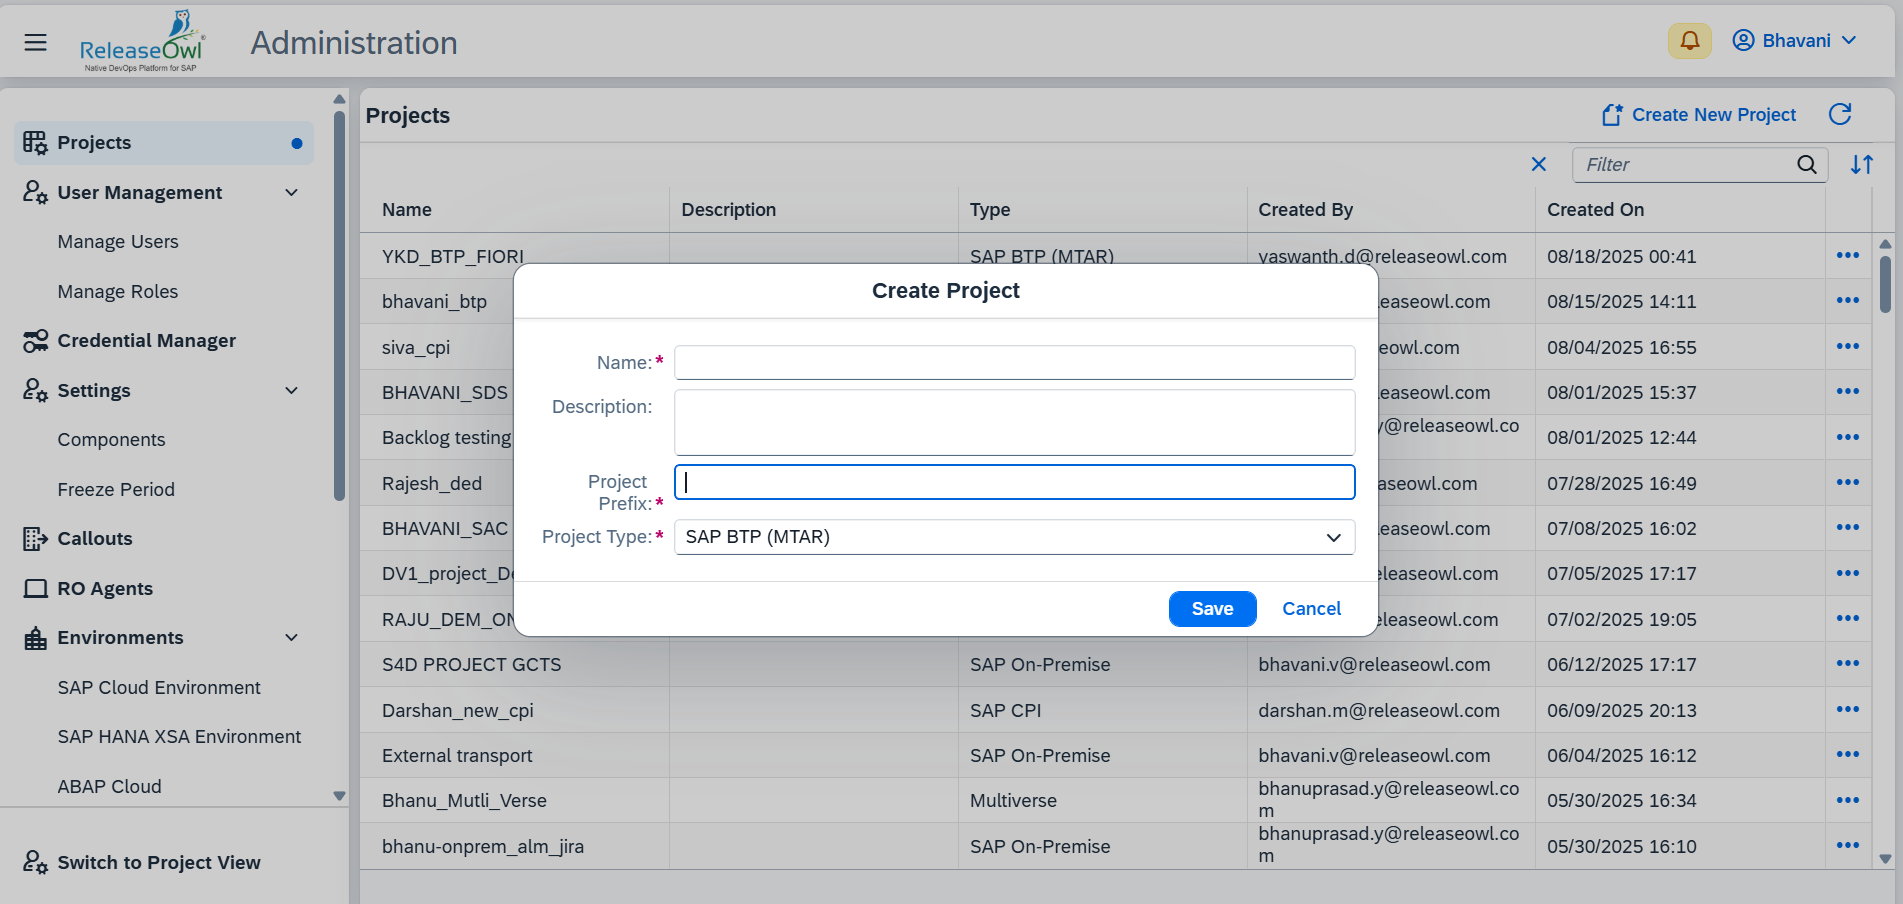 ReleaseOwl®
Native DevOps Platform for SAP
Administration
Bhavani
Projects
User Management
Manage Users
Manage Roles
Credential Manager
Settings
Components
Freeze Period
Callouts
RO Agents
Environments
SAP Cloud Environment
SAP HANA XSA Environment
ABAP Cloud
Switch to Project View
Projects
Create New Project
Filter
Name Description Type Created By Created On
YKD_BTP_FIORI SAP BTP (MTAR) yaswanth.d@releaseowl.com 08/18/2025 00:41
bhavani_btp leaseowl.com 08/15/2025 14:11
siva_cpi eowl.com 08/04/2025 16:55
BHAVANI_SDS leaseowl.com 08/01/2025 15:37
Backlog testing y@releaseowl.co 08/01/2025 12:44
Rajesh_ded aseowl.com 07/28/2025 16:49
BHAVANI_SAC leaseowl.com 07/08/2025 16:02
DV1_project_De eleaseowl.com 07/05/2025 17:17
RAJU_DEM_ON eleaseowl.com 07/02/2025 19:05
S4D PROJECT GCTS SAP On-Premise bhavani.v@releaseowl.com 06/12/2025 17:17
Darshan_new_cpi SAP CPI darshan.m@releaseowl.com 06/09/2025 20:13
External transport SAP On-Premise bhavani.v@releaseowl.com 06/04/2025 16:12
Bhanu_Mutli_Verse Multiverse bhanuprasad.y@releaseowl.co
m 05/30/2025 16:34
bhanu-onprem_alm_jira SAP On-Premise bhanuprasad.y@releaseowl.co
m 05/30/2025 16:10
Create Project
Name:*
Description:
Project
Prefix:*
Project Type:* SAP BTP (MTAR)
Save Cancel